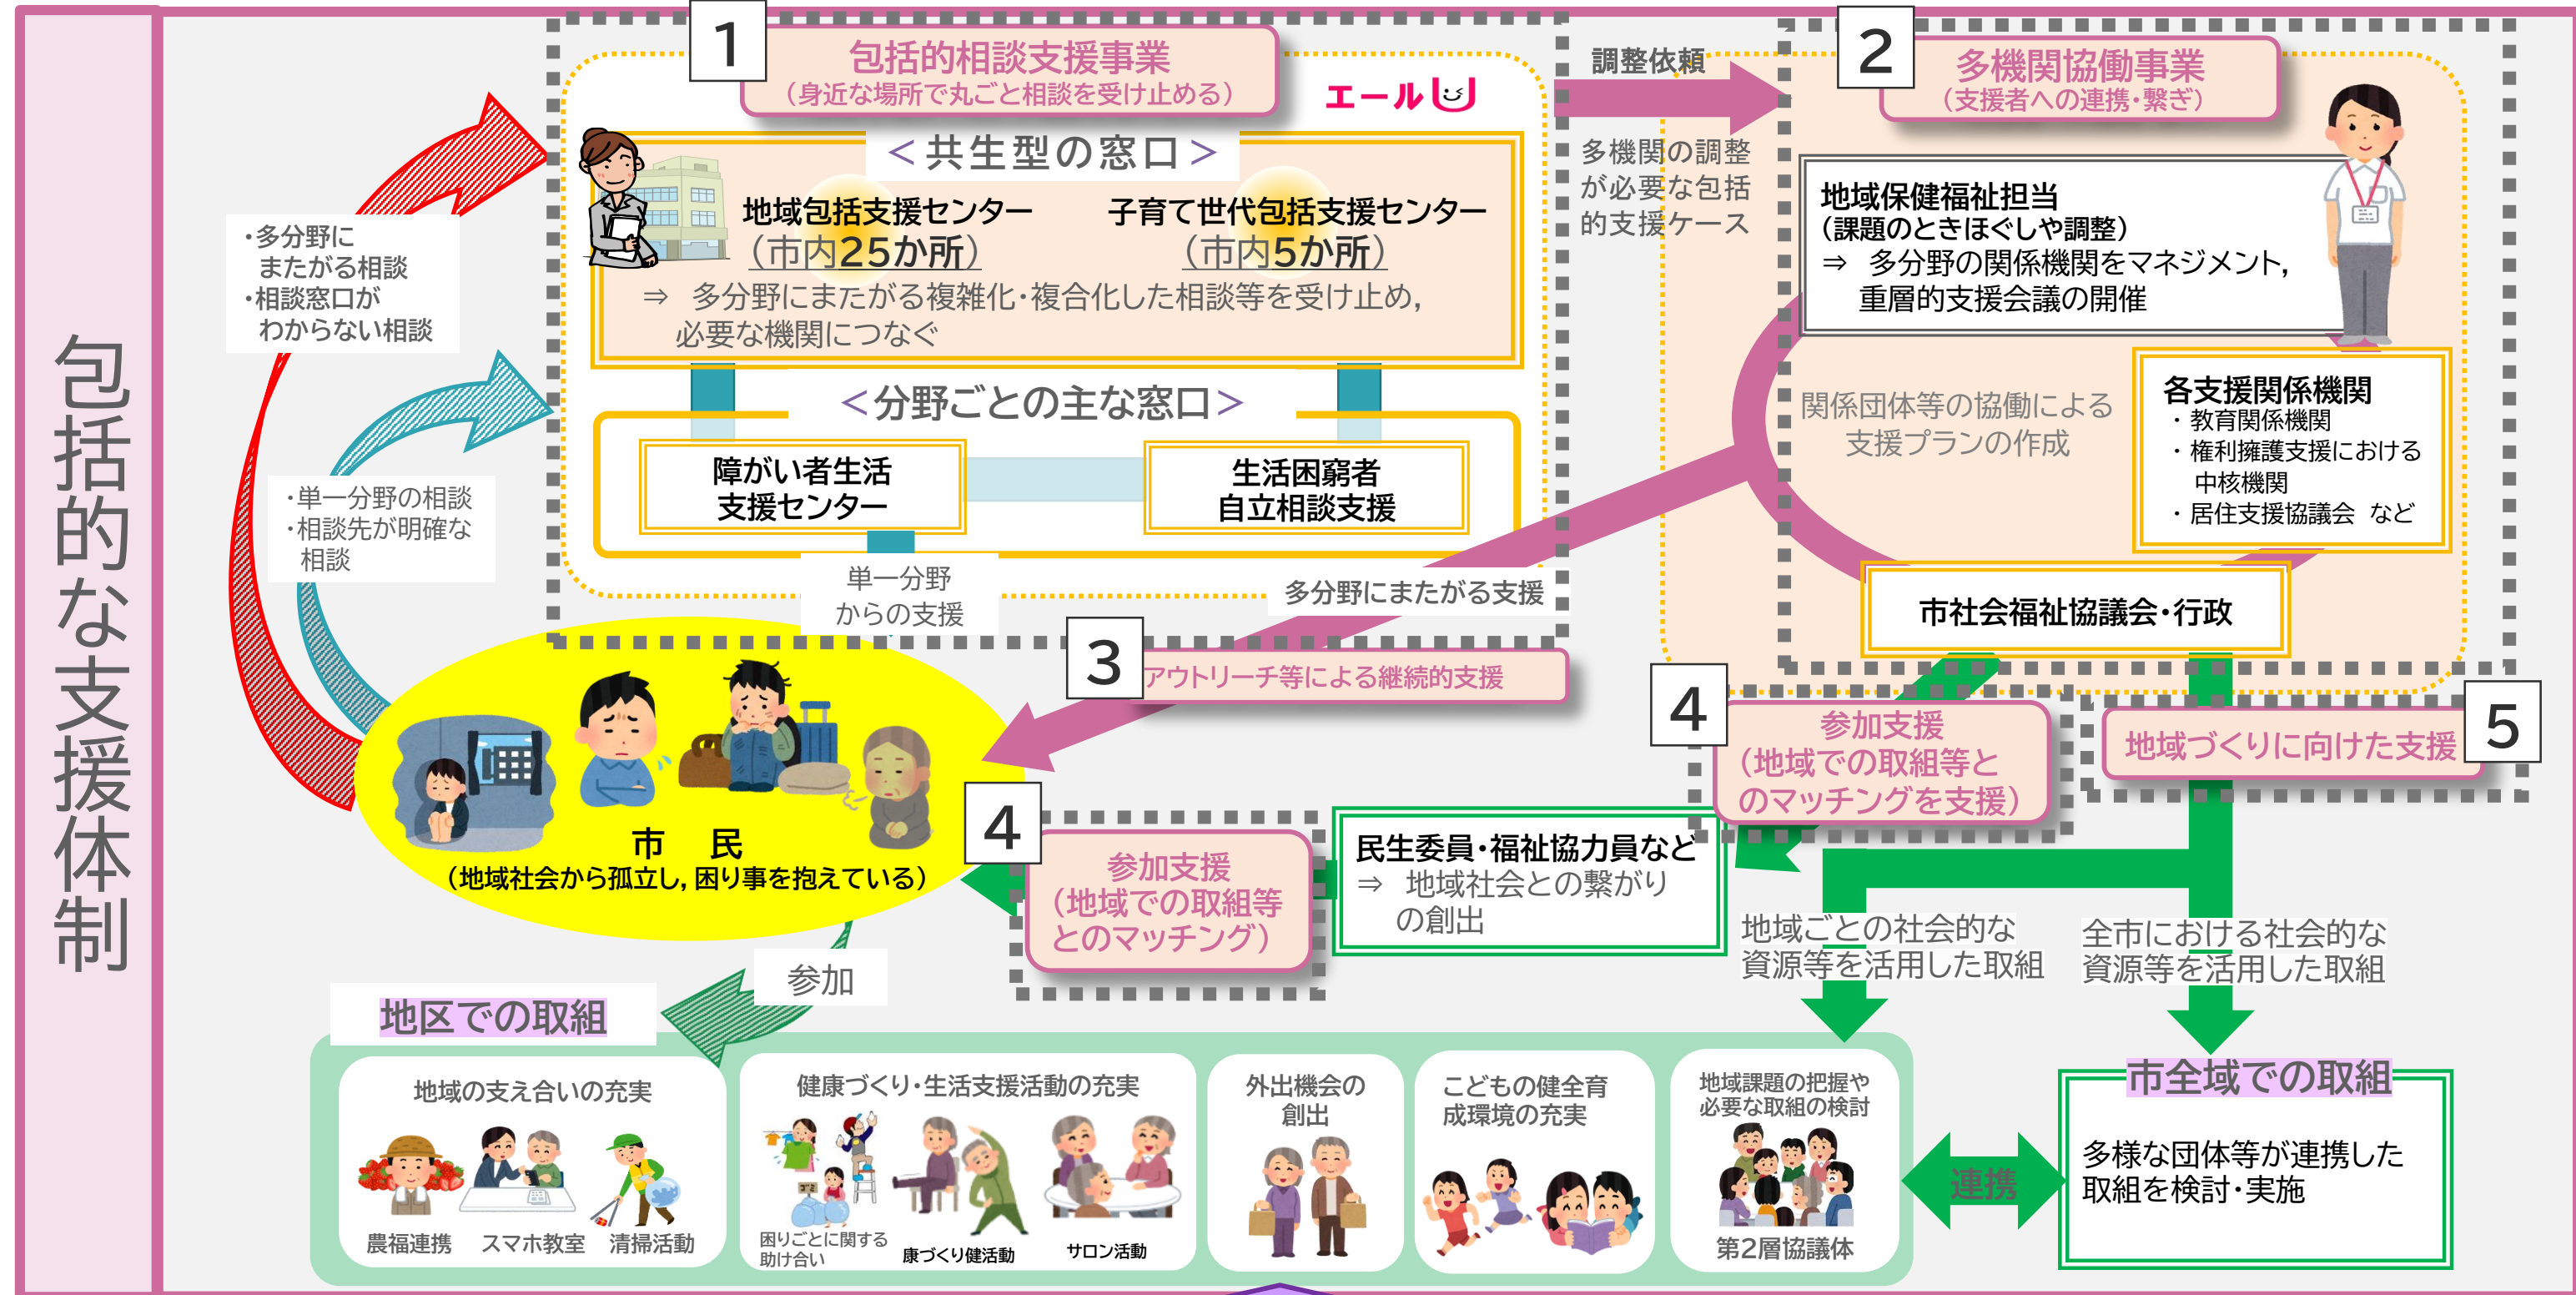 包括的な支援体制
1
包括的相談支援事業
（身近な場所で丸ごと相談を受け止める）
エールU
＜共生型の窓口＞
地域包括支援センター
（市内25か所）
子育て世代包括支援センター
（市内5か所）
⇒　多分野にまたがる複雑化・複合化した相談等を受け止め，
必要な機関につなぐ
＜分野ごとの主な窓口＞
障がい者生活
支援センター
生活困窮者
自立相談支援
単一分野
からの支援
・多分野に
またがる相談
・相談窓口が
わからない相談
・単一分野の相談
・相談先が明確な
相談
調整依頼
多機関の調整
が必要な包括
的支援ケース
2
多機関協働事業
（支援者への連携・繋ぎ）
地域保健福祉担当
（課題のときほぐしや調整）
⇒　多分野の関係機関をマネジメント，
重層的支援会議の開催
関係団体等の協働による
支援プランの作成
各支援関係機関
・教育関係機関
・権利擁護支援における
中核機関
・居住支援協議会　など
市社会福祉協議会・行政
多分野にまたがる支援
3
アウトリーチ等による継続的支援
市　民
（地域社会から孤立し，困り事を抱えている）
4
参加支援
（地域での取組等
とのマッチング）
民生委員・福祉協力員など
⇒　地域社会との繋がり
の創出
4
参加支援
（地域での取組等と
のマッチングを支援）
5
地域づくりに向けた支援
地域ごとの社会的な
資源等を活用した取組
全市における社会的な
資源等を活用した取組
参加
地区での取組
地域の支え合いの充実
農福連携
スマホ教室
清掃活動
健康づくり・生活支援活動の充実
困りごとに関する
助け合い
康づくり健活動
サロン活動
外出機会の
創出
こどもの健全育
成環境の充実
地域課題の把握や
必要な取組の検討
第2層協議体
連携
市全域での取組
多様な団体等が連携した
取組を検討・実施